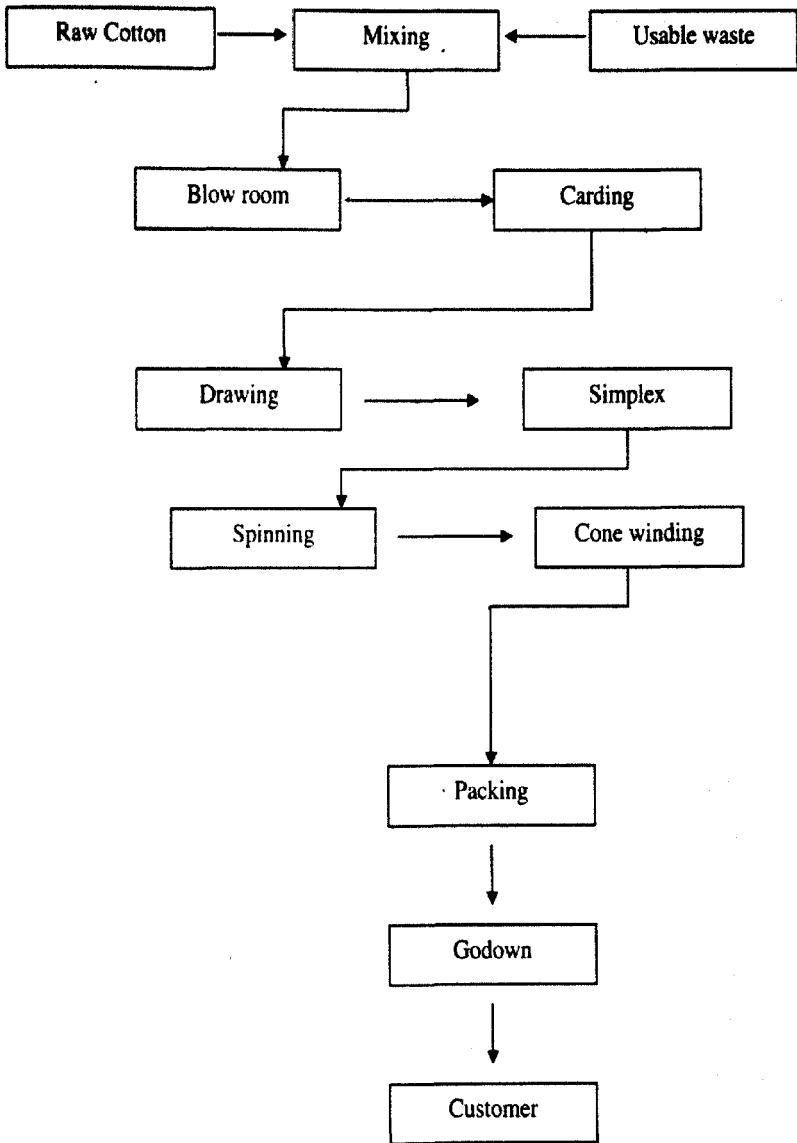 Raw Cotton
Mixing
Usable waste
Blow room
Carding
Drawing
Simplex
Spinning
Cone winding
Packing
Godown
Customer